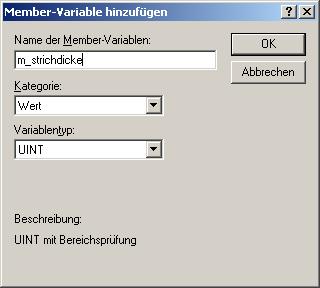 Member-Variable hinzufügen
Name der Member-Variablen:
m_strichdicke
OK
Abbrechen
Kategorie:
Wert
Variablentyp:
UINT
Beschreibung:
UINT mit Bereichsprüfung